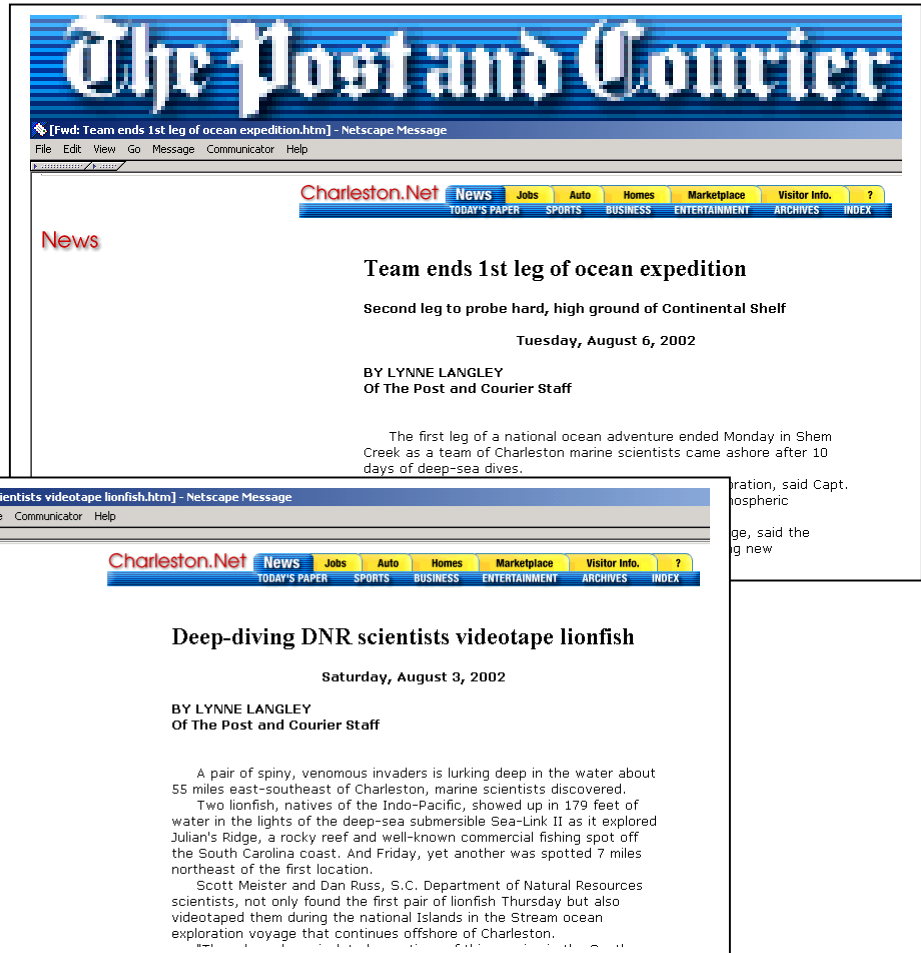 The Post and Courier
[Fwd: Team ends 1st leg of ocean expedition.htm] - Netscape Message
File Edit View Go Message Communicator Help
Charleston.Net News Jobs Auto Homes Marketplace Visitor Info. ?
TODAY'S PAPER SPORTS BUSINESS ENTERTAINMENT ARCHIVES INDEX
News
Team ends 1st leg of ocean expedition
Second leg to probe hard, high ground of Continental Shelf
Tuesday, August 6, 2002
BY LYNNE LANGLEY
Of The Post and Courier Staff
The first leg of a national ocean adventure ended Monday in Shem
Creek as a team of Charleston marine scientists came ashore after 10
days of deep-sea dives.
oration, said Capt.
nospheric
ge, said the
ng new
ientists videotape lionfish.htm] - Netscape Message
e Communicator Help
Charleston.Net News Jobs Auto Homes Marketplace Visitor Info. ?
TODAY'S PAPER SPORTS BUSINESS ENTERTAINMENT ARCHIVES INDEX
Deep-diving DNR scientists videotape lionfish
Saturday, August 3, 2002
BY LYNNE LANGLEY
Of The Post and Courier Staff
A pair of spiny, venomous invaders is lurking deep in the water about
55 miles east-southeast of Charleston, marine scientists discovered.
Two lionfish, natives of the Indo-Pacific, showed up in 179 feet of
water in the lights of the deep-sea submersible Sea-Link II as it explored
Julian's Ridge, a rocky reef and well-known commercial fishing spot off
the South Carolina coast. And Friday, yet another was spotted 7 miles
northeast of the first location.
Scott Meister and Dan Russ, S.C. Department of Natural Resources
scientists, not only found the first pair of lionfish Thursday but also
videotaped them during the national Islands in the Stream ocean
exploration voyage that continues offshore of Charleston.